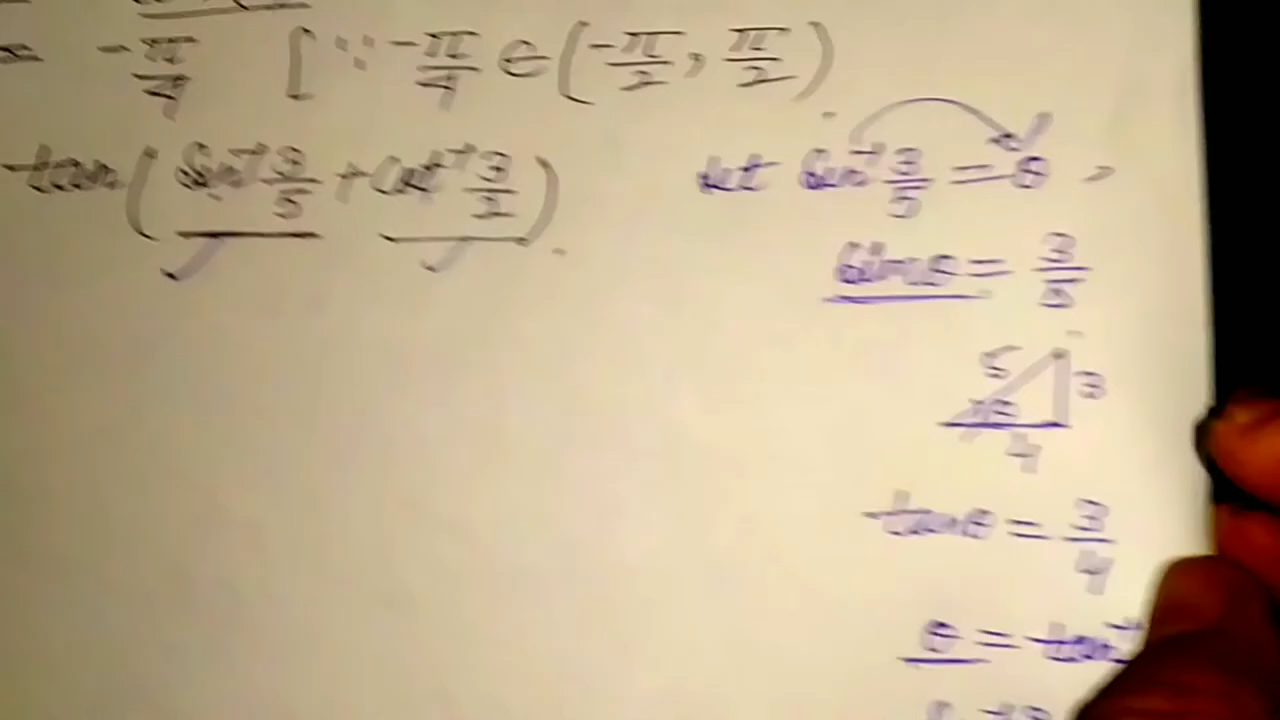 = -π/4 [∵ -π/4 ∈ (-π/2, π/2)
tan(sin⁻¹ 3/5 + cot⁻¹ 3/2).
let sin⁻¹ 3/5 = θ,
sinθ = 3/5
5 3
θ
4
tanθ = 3/4
θ = tan⁻¹